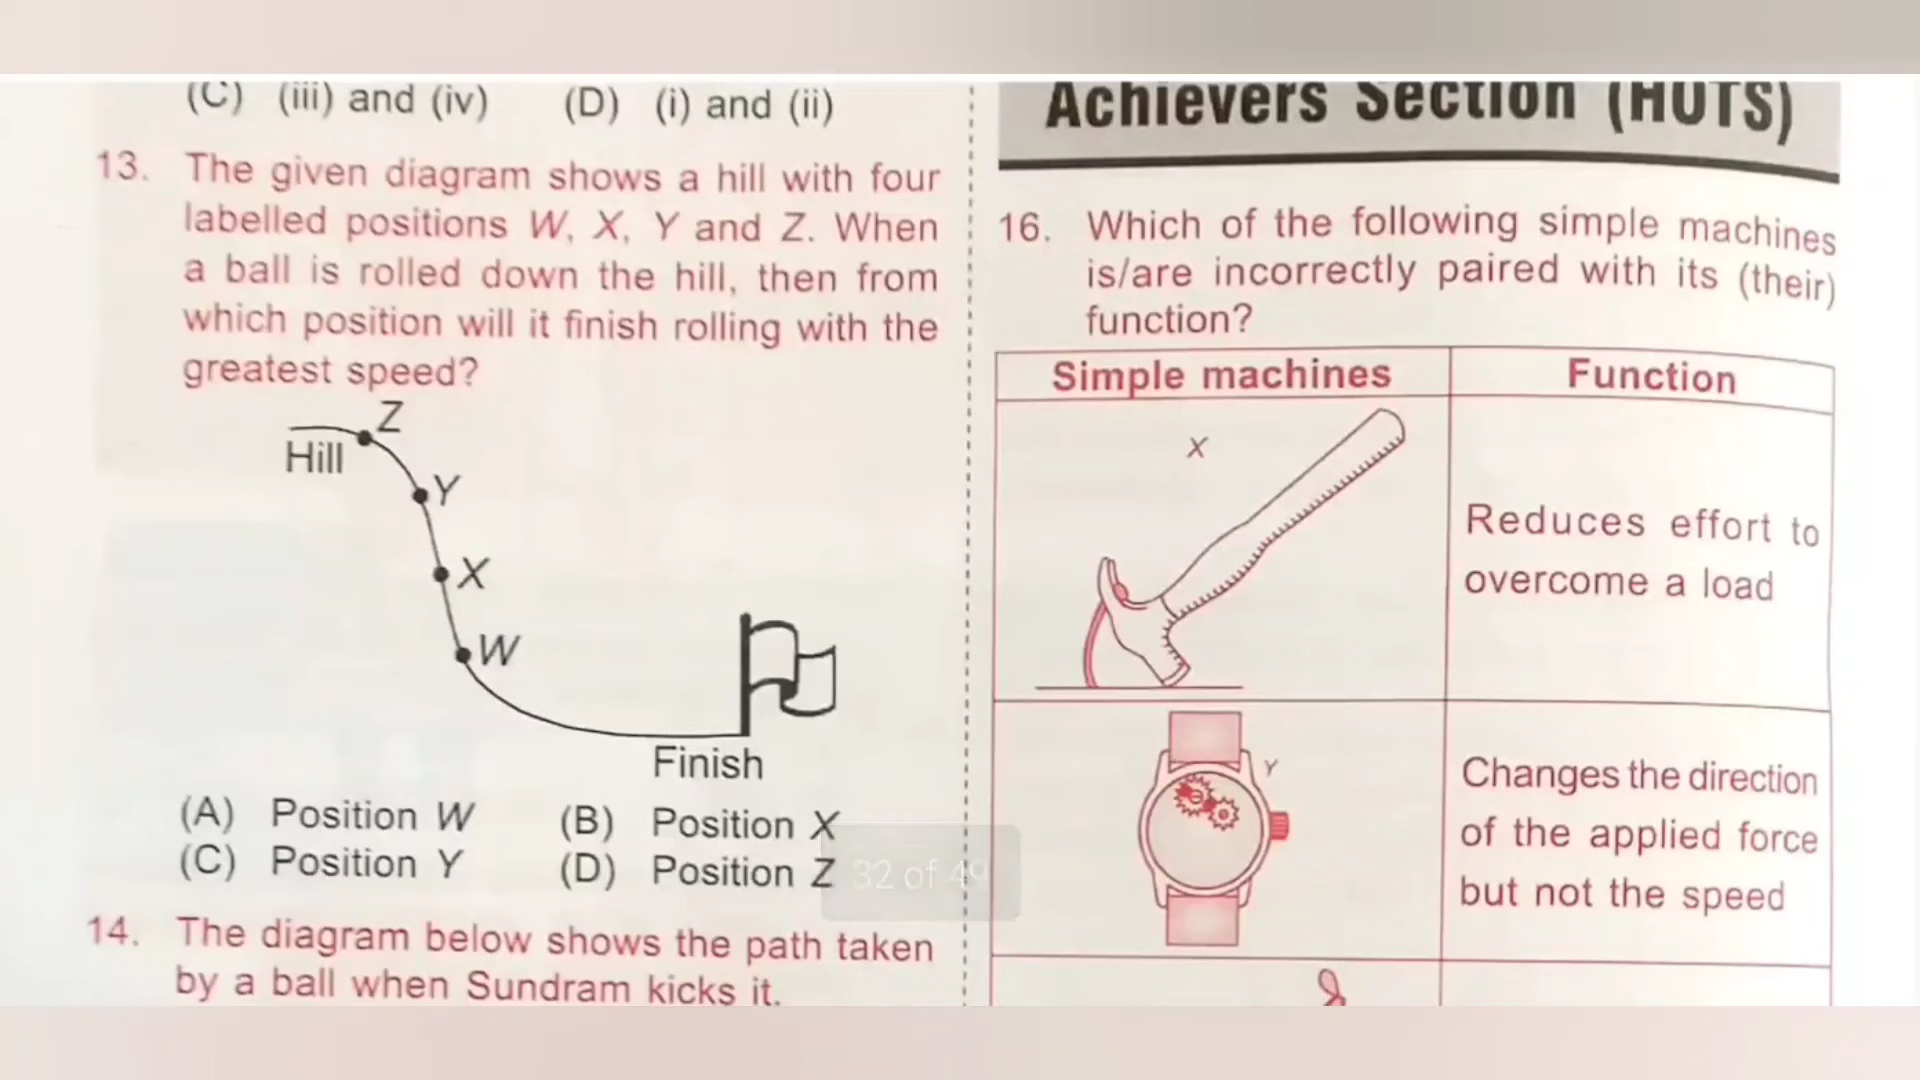 (C) (iii) and (iv) (D) (i) and (ii)
13. The given diagram shows a hill with four
labelled positions W, X, Y and Z. When
a ball is rolled down the hill, then from
which position will it finish rolling with the
greatest speed?
Z
Hill
Y
X
W
Finish
(A) Position W (B) Position X
(C) Position Y (D) Position Z
32 of 49
14. The diagram below shows the path taken
by a ball when Sundram kicks it.
Achievers Section (HOTS)
16. Which of the following simple machines
is/are incorrectly paired with its (their)
function?
Simple machines Function
X
Reduces effort to
overcome a load
Y
Changes the direction
of the applied force
but not the speed